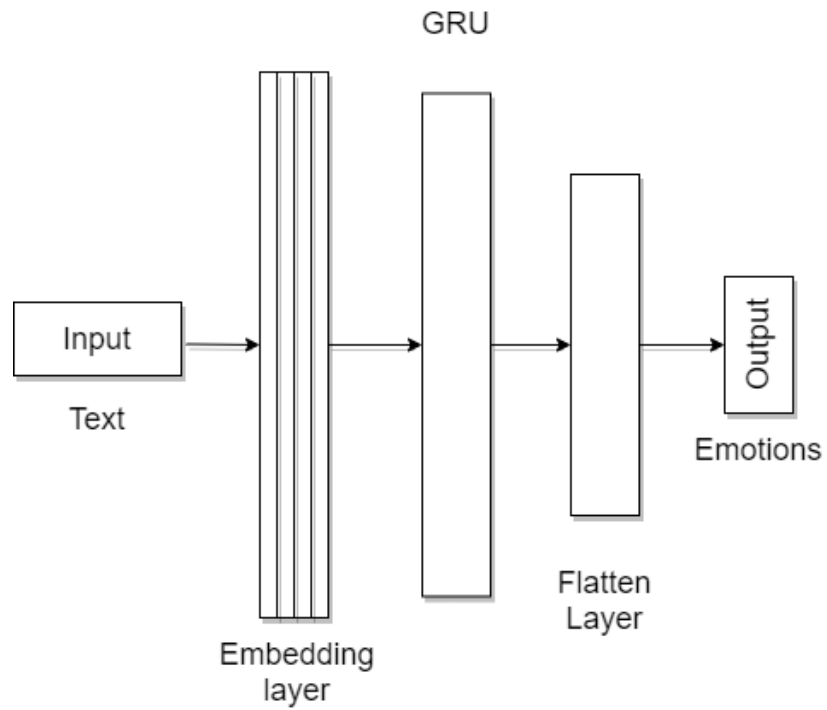 GRU
Input
Text
Embedding
layer
Flatten
Layer
Output
Emotions